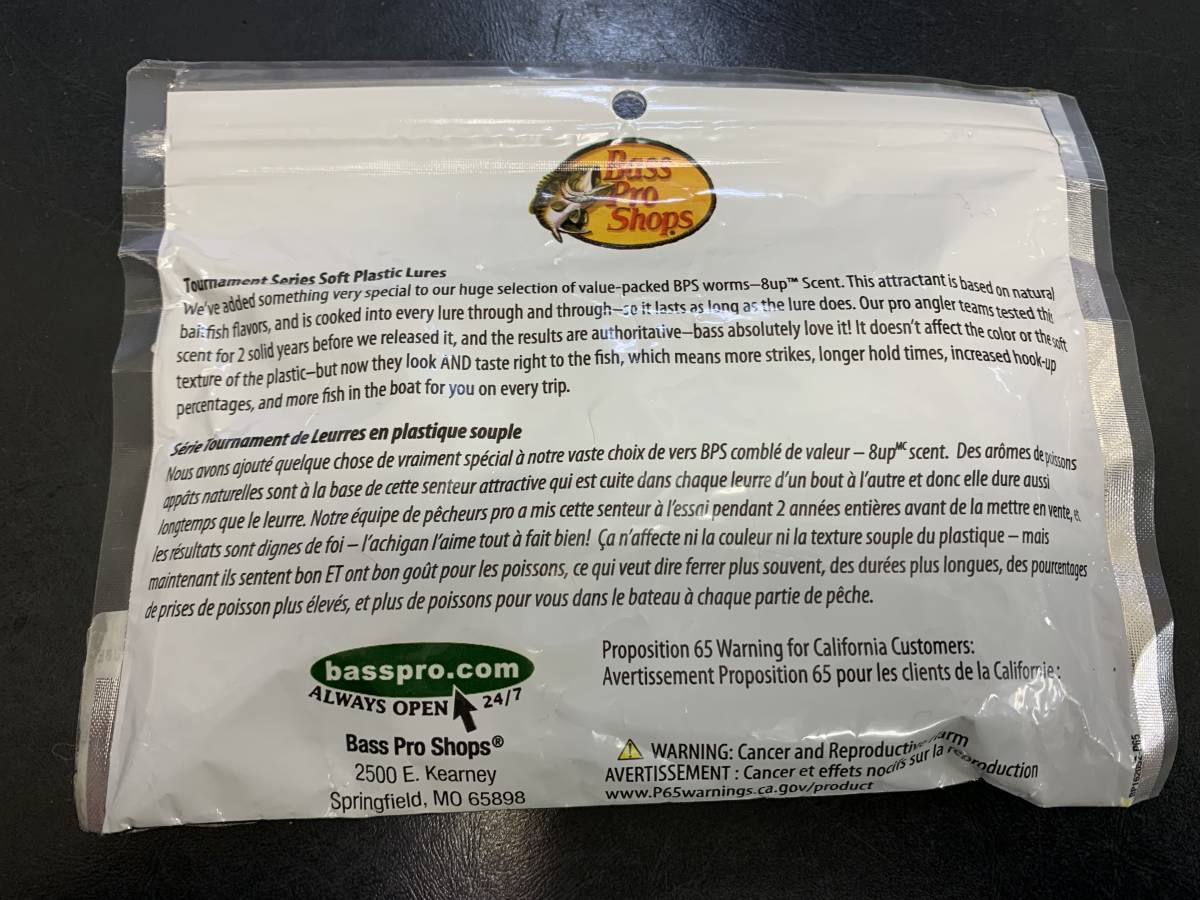 Bass
Pro
Shops
Tournament Series Soft Plastic Lures
We've added something very special to our huge selection of value-packed BPS worms—8up™ Scent. This attractant is based on natural
baitfish flavors, and is cooked into every lure through and through—so it lasts as long as the lure does. Our pro angler teams tested this
scent for 2 solid years before we released it, and the results are authoritative—bass absolutely love it! It doesn't affect the color or the soft
texture of the plastic—but now they look AND taste right to the fish, which means more strikes, longer hold times, increased hook-up
percentages, and more fish in the boat for you on every trip.
Série Tournament de Leurres en plastique souple
Nous avons ajouté quelque chose de vraiment spécial à notre vaste choix de vers BPS comblé de valeur – 8upᴹᶜ scent. Des arômes de poissons
appâts naturelles sont à la base de cette senteur attractive qui est cuite dans chaque leurre d'un bout à l'autre et donc elle dure aussi
longtemps que le leurre. Notre équipe de pêcheurs pro a mis cette senteur à l'essai pendant 2 années entières avant de la mettre en vente, et
les résultats sont dignes de foi – l'achigan l'aime tout à fait bien! Ça n'affecte ni la couleur ni la texture souple du plastique – mais
maintenant ils sentent bon ET ont bon goût pour les poissons, ce qui veut dire ferrer plus souvent, des durées plus longues, des pourcentages
de prises de poisson plus élevés, et plus de poissons pour vous dans le bateau à chaque partie de pêche.
basspro.com
ALWAYS OPEN 24/7
Bass Pro Shops®
2500 E. Kearney
Springfield, MO 65898
Proposition 65 Warning for California Customers:
Avertissement Proposition 65 pour les clients de la Californie :
WARNING: Cancer and Reproductive Harm
AVERTISSEMENT : Cancer et effets nocifs sur la reproduction
www.P65warnings.ca.gov/product